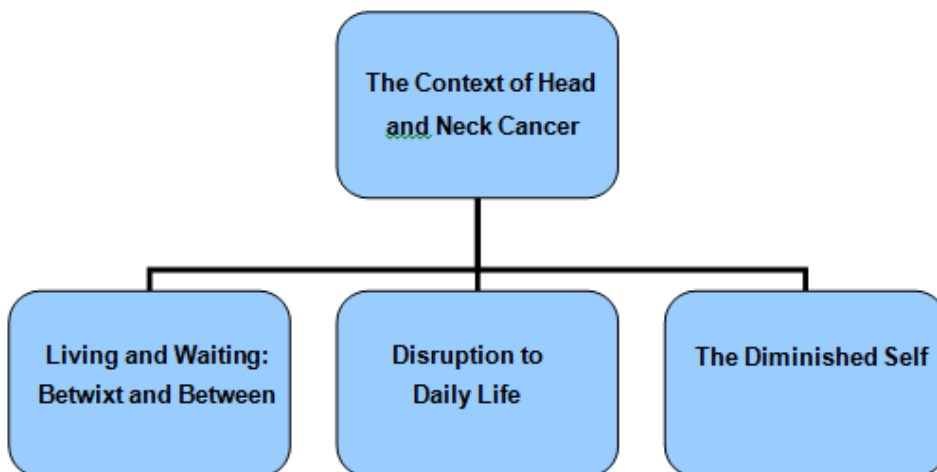 The Context of Head
and Neck Cancer
Living and Waiting:
Betwixt and Between
Disruption to
Daily Life
The Diminished Self